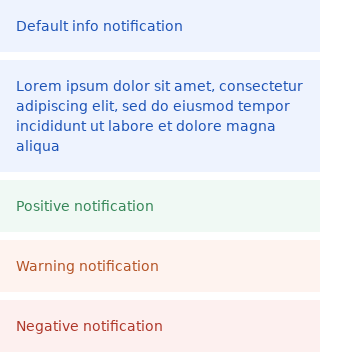 Default info notification
Lorem ipsum dolor sit amet, consectetur
adipiscing elit, sed do eiusmod tempor
incididunt ut labore et dolore magna
aliqua
Positive notification
Warning notification
Negative notification